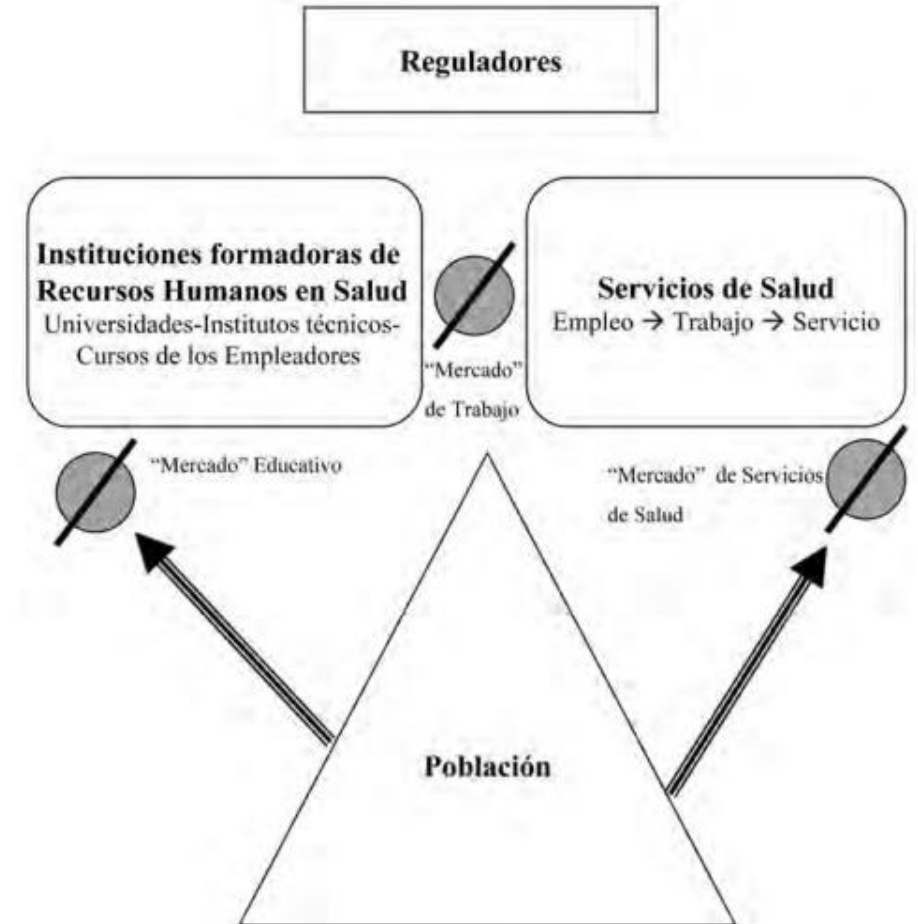 Reguladores
Instituciones formadoras de
Recursos Humanos en Salud
Universidades-Institutos técnicos-
Cursos de los Empleadores
Servicios de Salud
Empleo → Trabajo → Servicio
“Mercado”
de Trabajo
“Mercado” Educativo
“Mercado” de Servicios
de Salud
Población